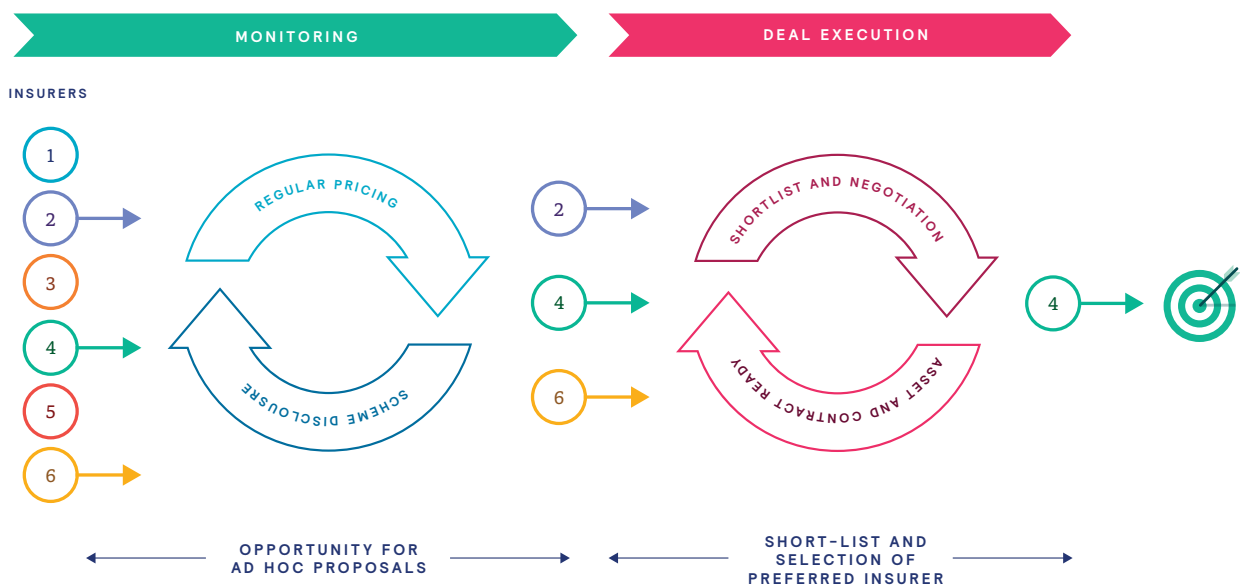 MONITORING
DEAL EXECUTION
INSURERS
1
2
3
4
5
6
REGULAR PRICING
SCHEME DISCLOUSRE
2
4
6
SHORTLIST AND NEGOTIATION
ASSET AND CONTRACT READY
4
OPPORTUNITY FOR
AD HOC PROPOSALS
SHORT-LIST AND
SELECTION OF
PREFERRED INSURER